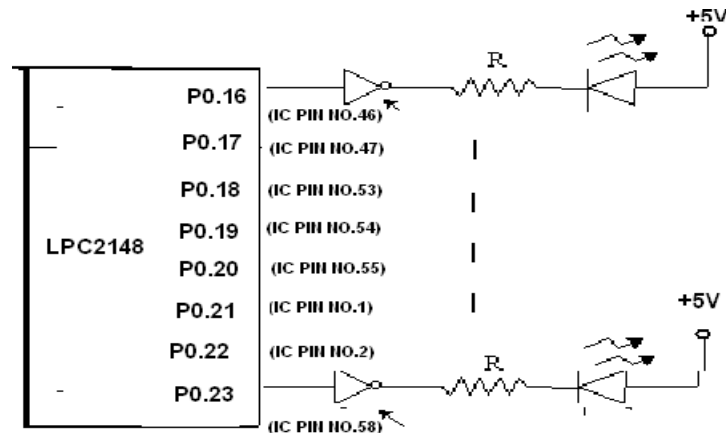 +5V
R
P0.16
(IC PIN NO.46)
P0.17 (IC PIN NO.47)
P0.18 (IC PIN NO.53)
P0.19 (IC PIN NO.54)
LPC2148
P0.20 (IC PIN NO.55)
P0.21 (IC PIN NO.1)
+5V
P0.22 (IC PIN NO.2)
R
P0.23
(IC PIN NO.58)